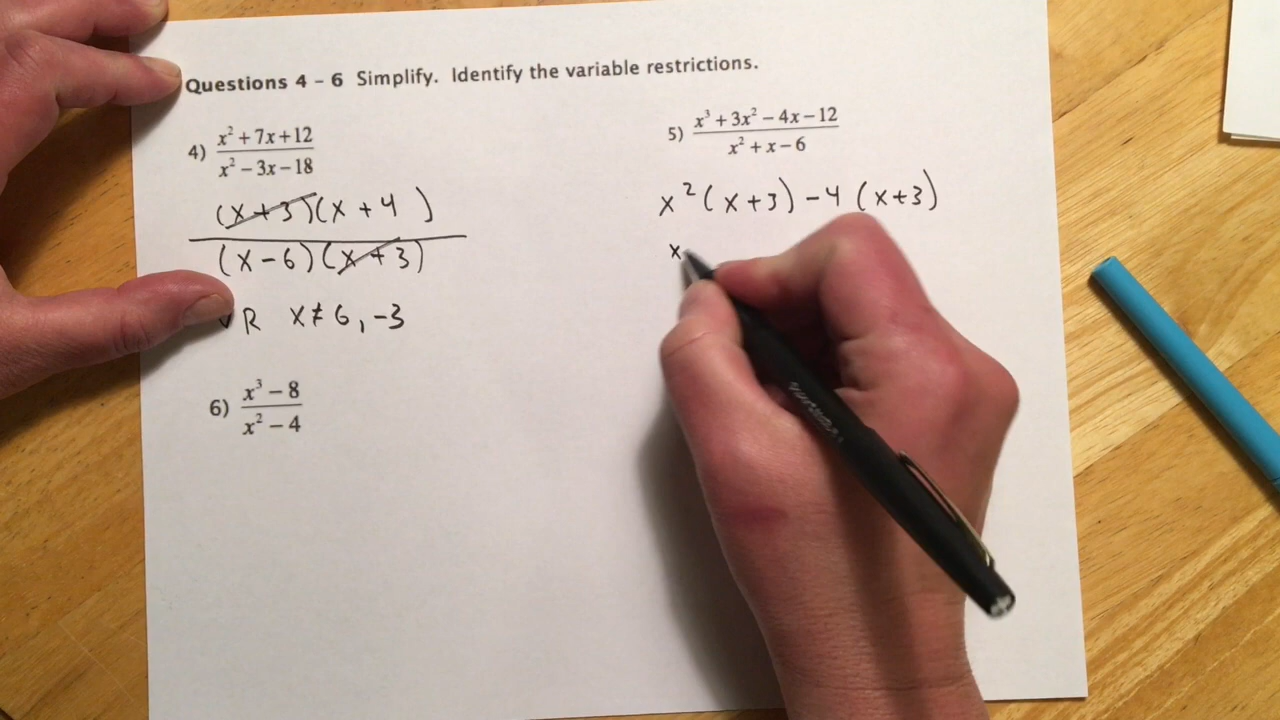 Questions 4 – 6 Simplify. Identify the variable restrictions.
4) x² + 7x + 12
x² – 3x – 18
(x+3)(x+4)
(x–6)(x+3)
VR x≠6, -3
5) x³ + 3x² – 4x – 12
x² + x – 6
x²(x+3) – 4(x+3)
x
6) x³ – 8
x² – 4